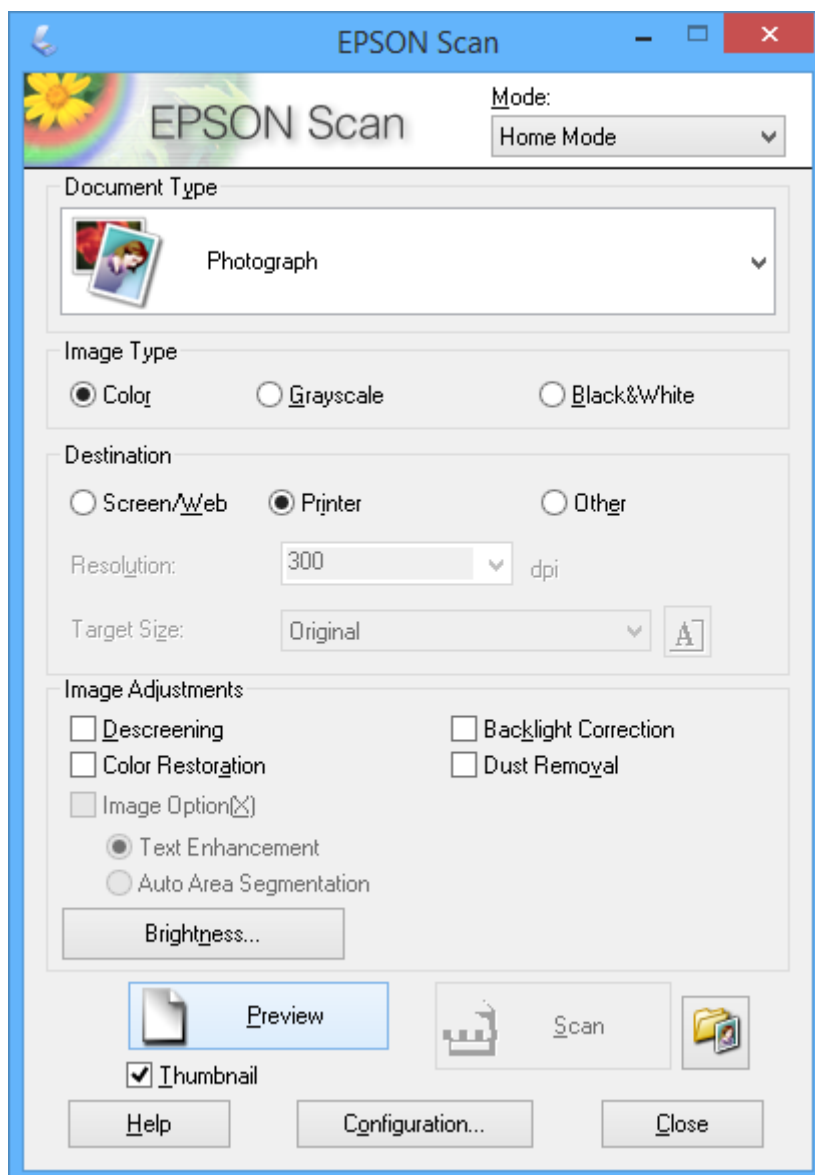 EPSON Scan
EPSON Scan
Mode:
Home Mode
Document Type
Photograph
Image Type
Color Grayscale Black&White
Destination
Screen/Web Printer Other
Resolution: 300 dpi
Target Size: Original A
Image Adjustments
Descreening Backlight Correction
Color Restoration Dust Removal
Image Option(X)
Text Enhancement
Auto Area Segmentation
Brightness...
Preview Scan
Thumbnail
Help Configuration... Close